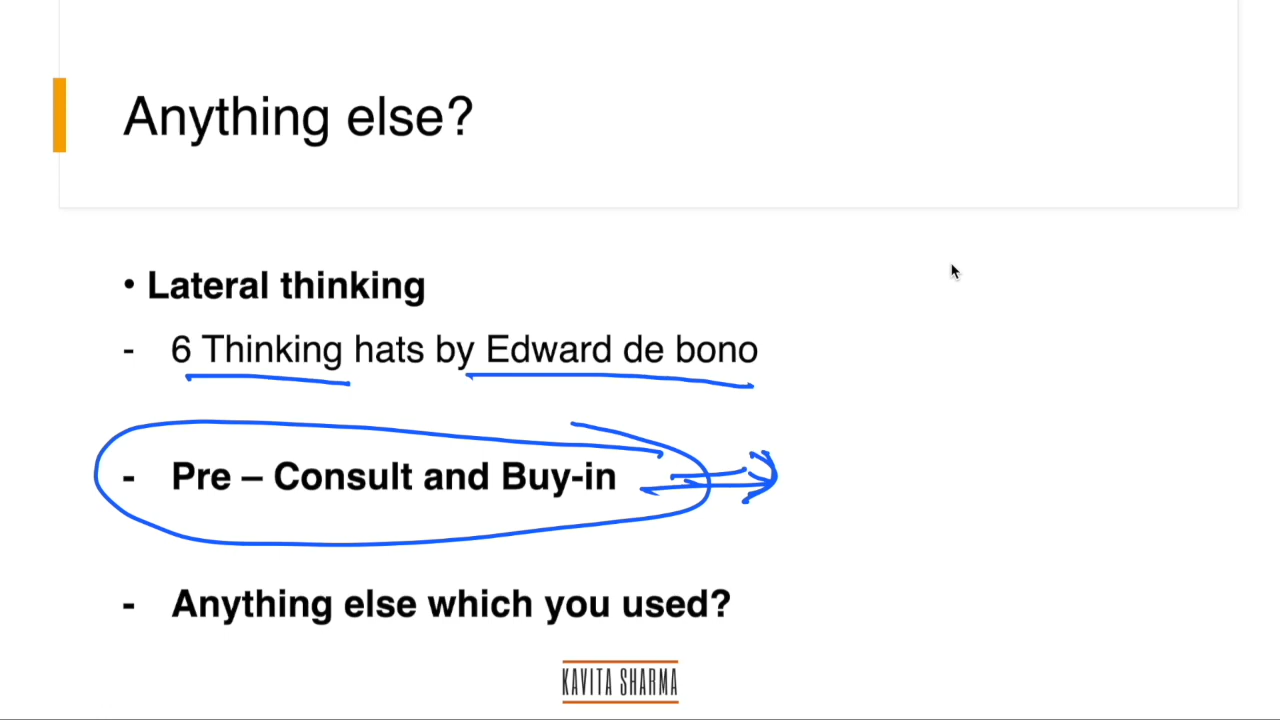 Anything else?
• Lateral thinking
- 6 Thinking hats by Edward de bono
- Pre – Consult and Buy-in
- Anything else which you used?
KAVITA SHARMA